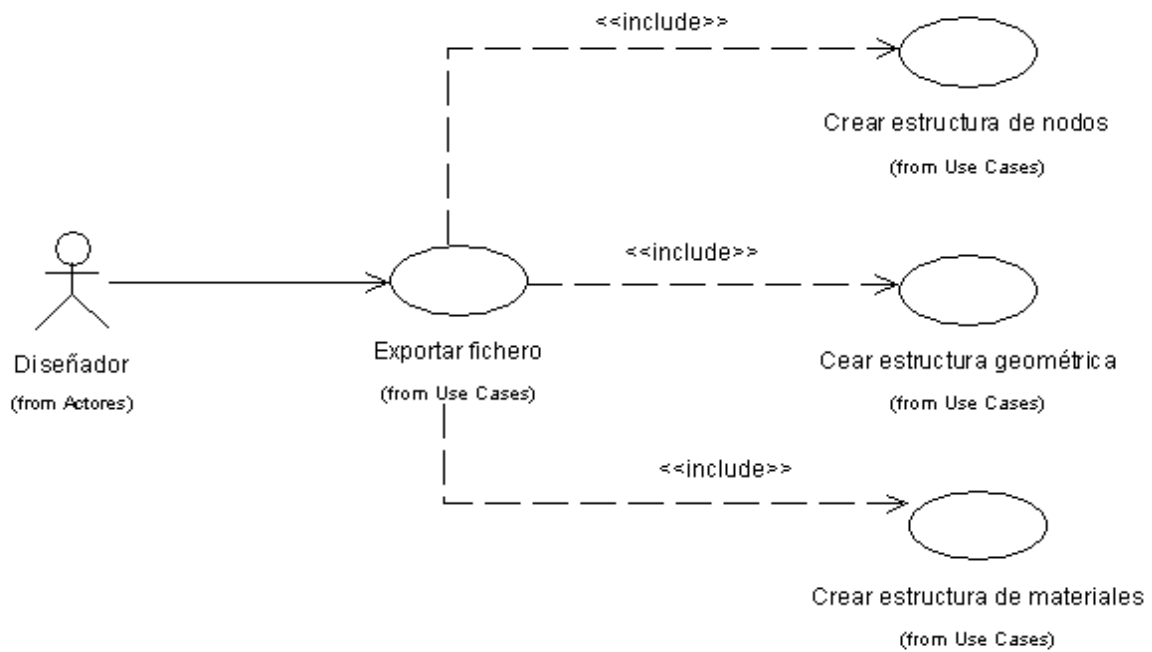 <<include>>
Crear estructura de nodos
(from Use Cases)
<<include>>
Diseñador
(from Actores)
Exportar fichero
(from Use Cases)
Cear estructura geométrica
(from Use Cases)
<<include>>
Crear estructura de materiales
(from Use Cases)